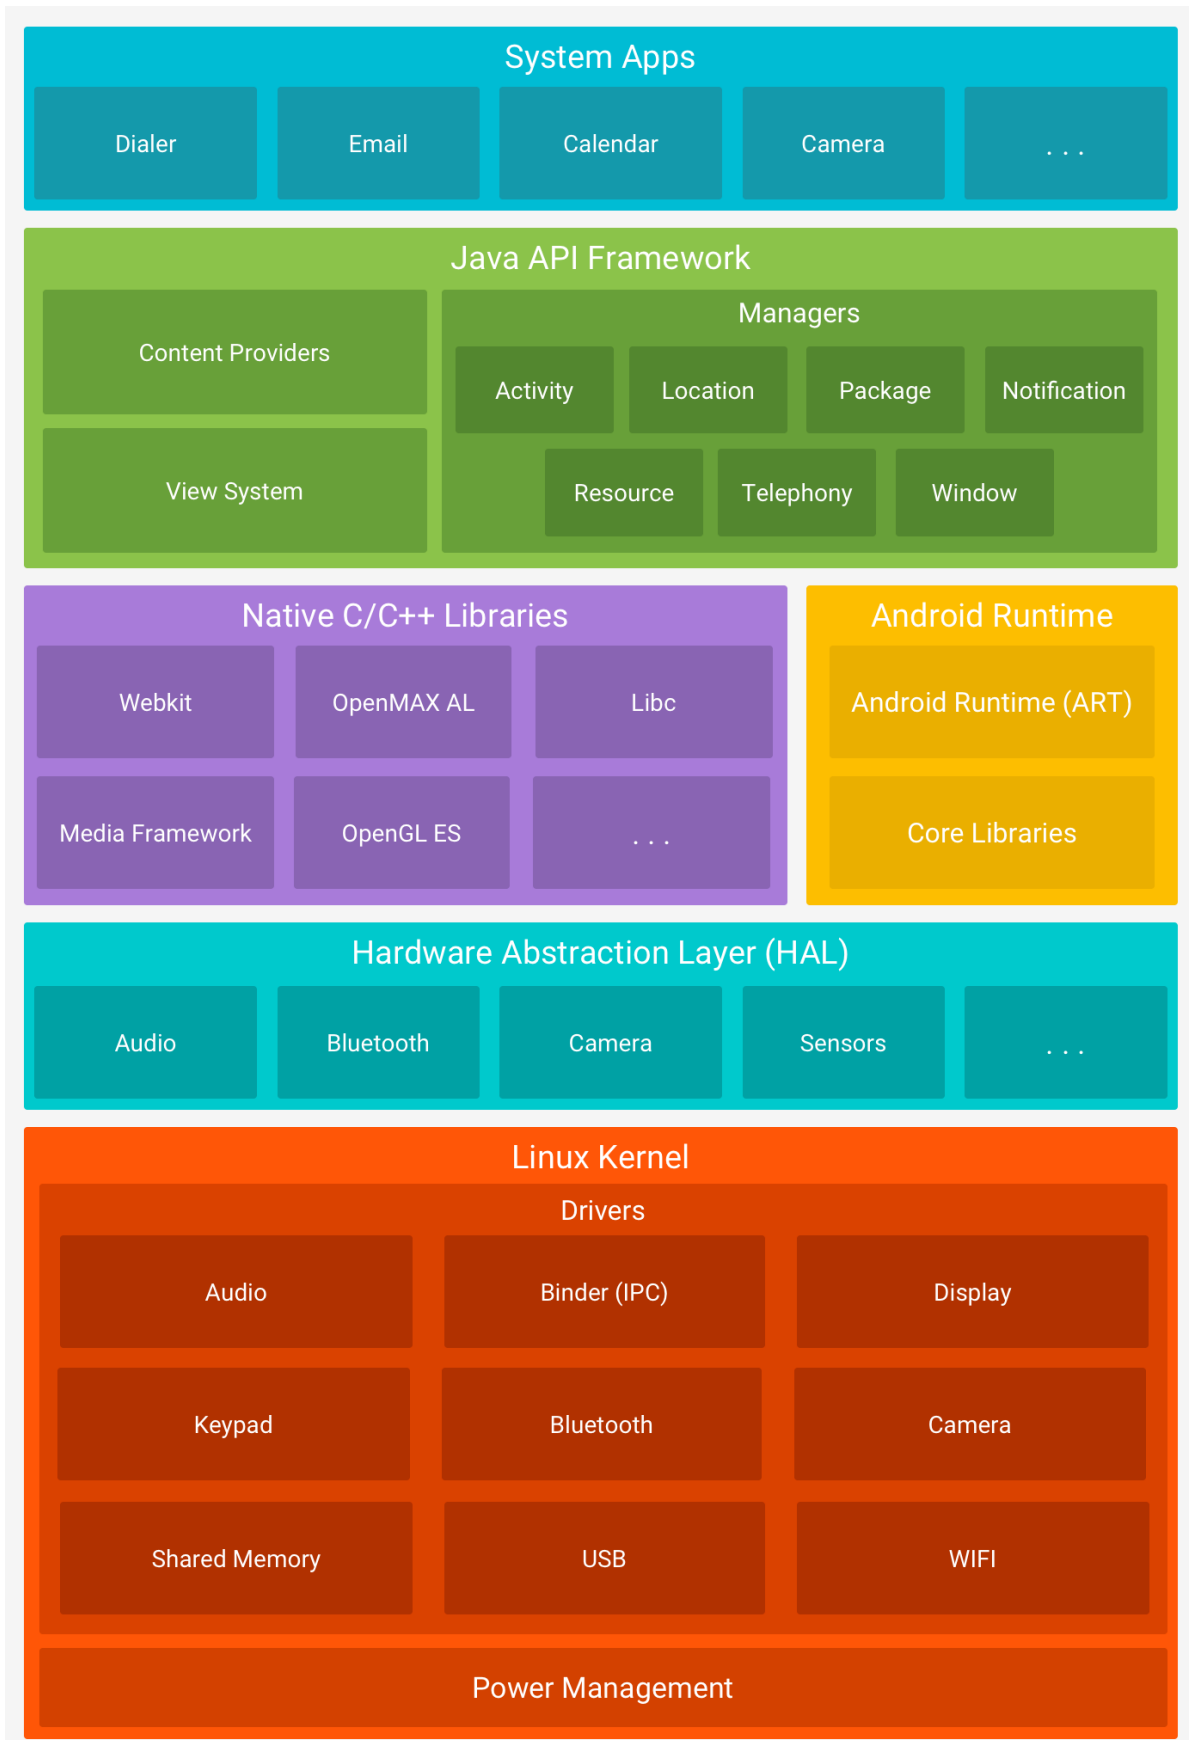 System Apps
Dialer
Email
Calendar
Camera
. . .
Java API Framework
Content Providers
View System
Managers
Activity
Location
Package
Notification
Resource
Telephony
Window
Native C/C++ Libraries
Webkit
OpenMAX AL
Libc
Media Framework
OpenGL ES
. . .
Android Runtime
Android Runtime (ART)
Core Libraries
Hardware Abstraction Layer (HAL)
Audio
Bluetooth
Camera
Sensors
. . .
Linux Kernel
Drivers
Audio
Binder (IPC)
Display
Keypad
Bluetooth
Camera
Shared Memory
USB
WIFI
Power Management